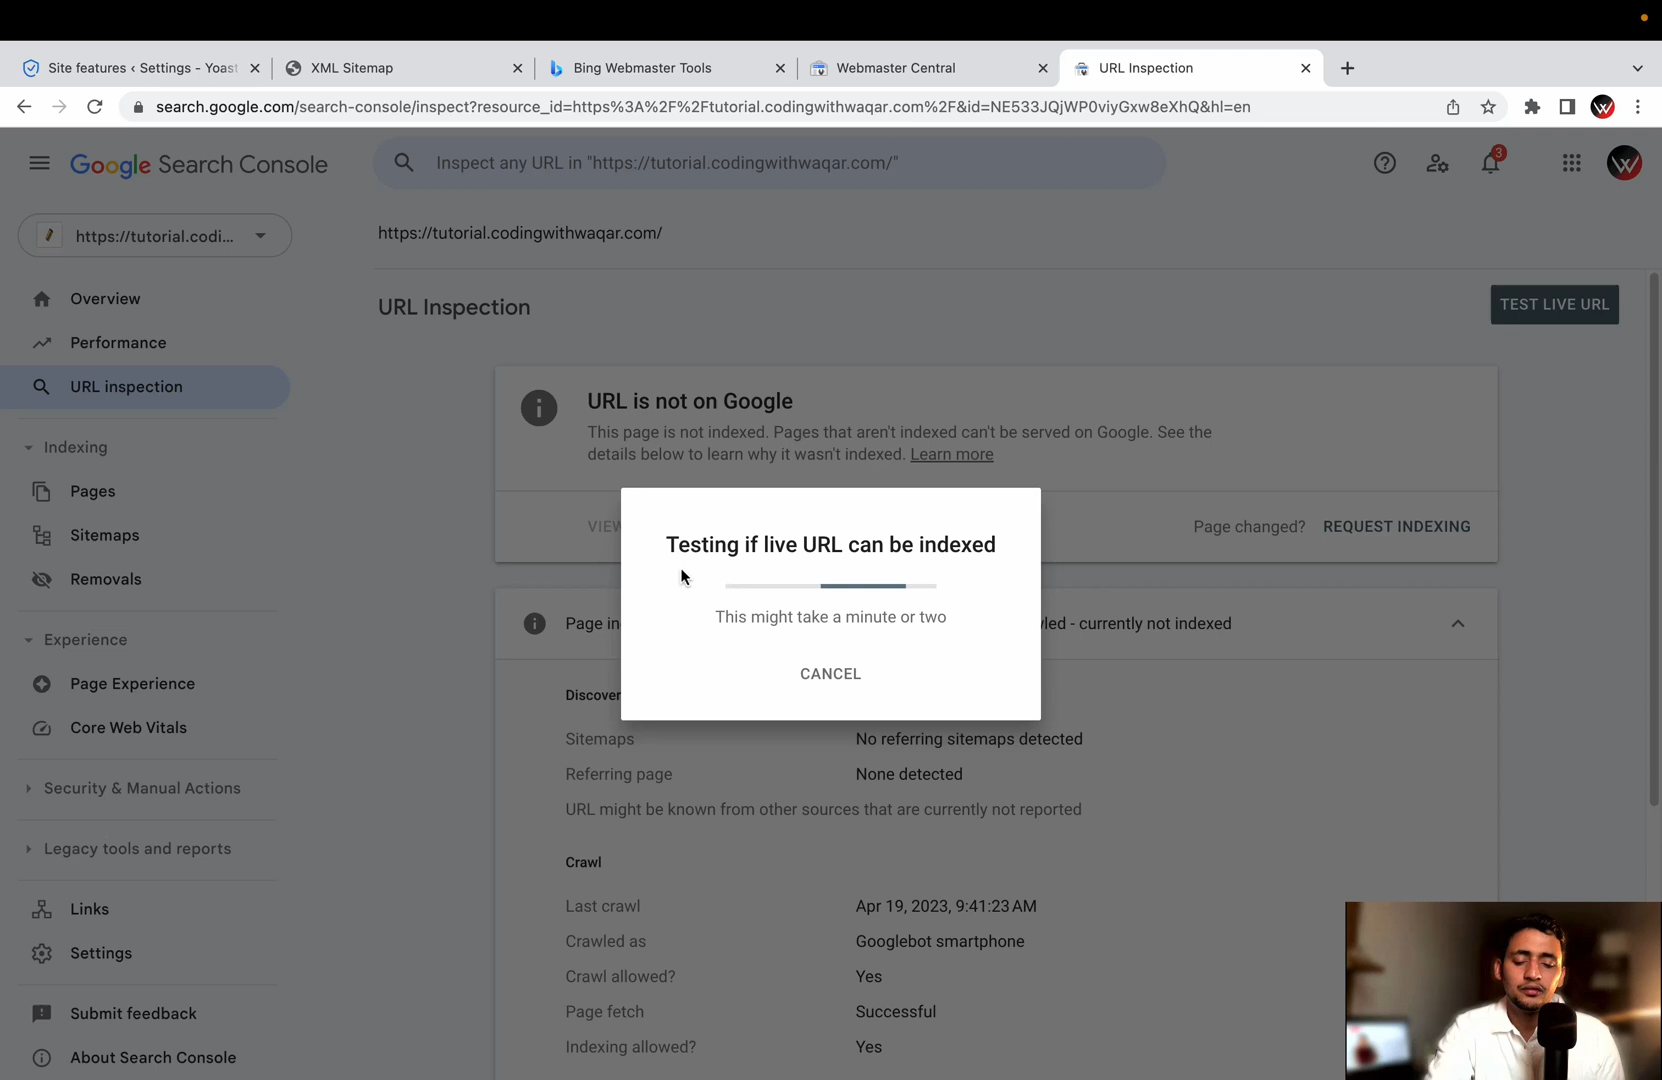 Site features ‹ Settings - Yoast
XML Sitemap
Bing Webmaster Tools
Webmaster Central
URL Inspection
search.google.com/search-console/inspect?resource_id=https%3A%2F%2Ftutorial.codingwithwaqar.com%2F&id=NE533JQjWP0viyGxw8eXhQ&hl=en
Google Search Console
Inspect any URL in "https://tutorial.codingwithwaqar.com/"
3
https://tutorial.codi...
https://tutorial.codingwithwaqar.com/
Overview
Performance
URL inspection
Indexing
Pages
Sitemaps
Removals
Experience
Page Experience
Core Web Vitals
Security & Manual Actions
Legacy tools and reports
Links
Settings
Submit feedback
About Search Console
URL Inspection
TEST LIVE URL
URL is not on Google
This page is not indexed. Pages that aren't indexed can't be served on Google. See the
details below to learn why it wasn't indexed. Learn more
VIEW
Page changed? REQUEST INDEXING
Testing if live URL can be indexed
This might take a minute or two
CANCEL
Page in
led - currently not indexed
Discover
Sitemaps No referring sitemaps detected
Referring page None detected
URL might be known from other sources that are currently not reported
Crawl
Last crawl Apr 19, 2023, 9:41:23 AM
Crawled as Googlebot smartphone
Crawl allowed? Yes
Page fetch Successful
Indexing allowed? Yes